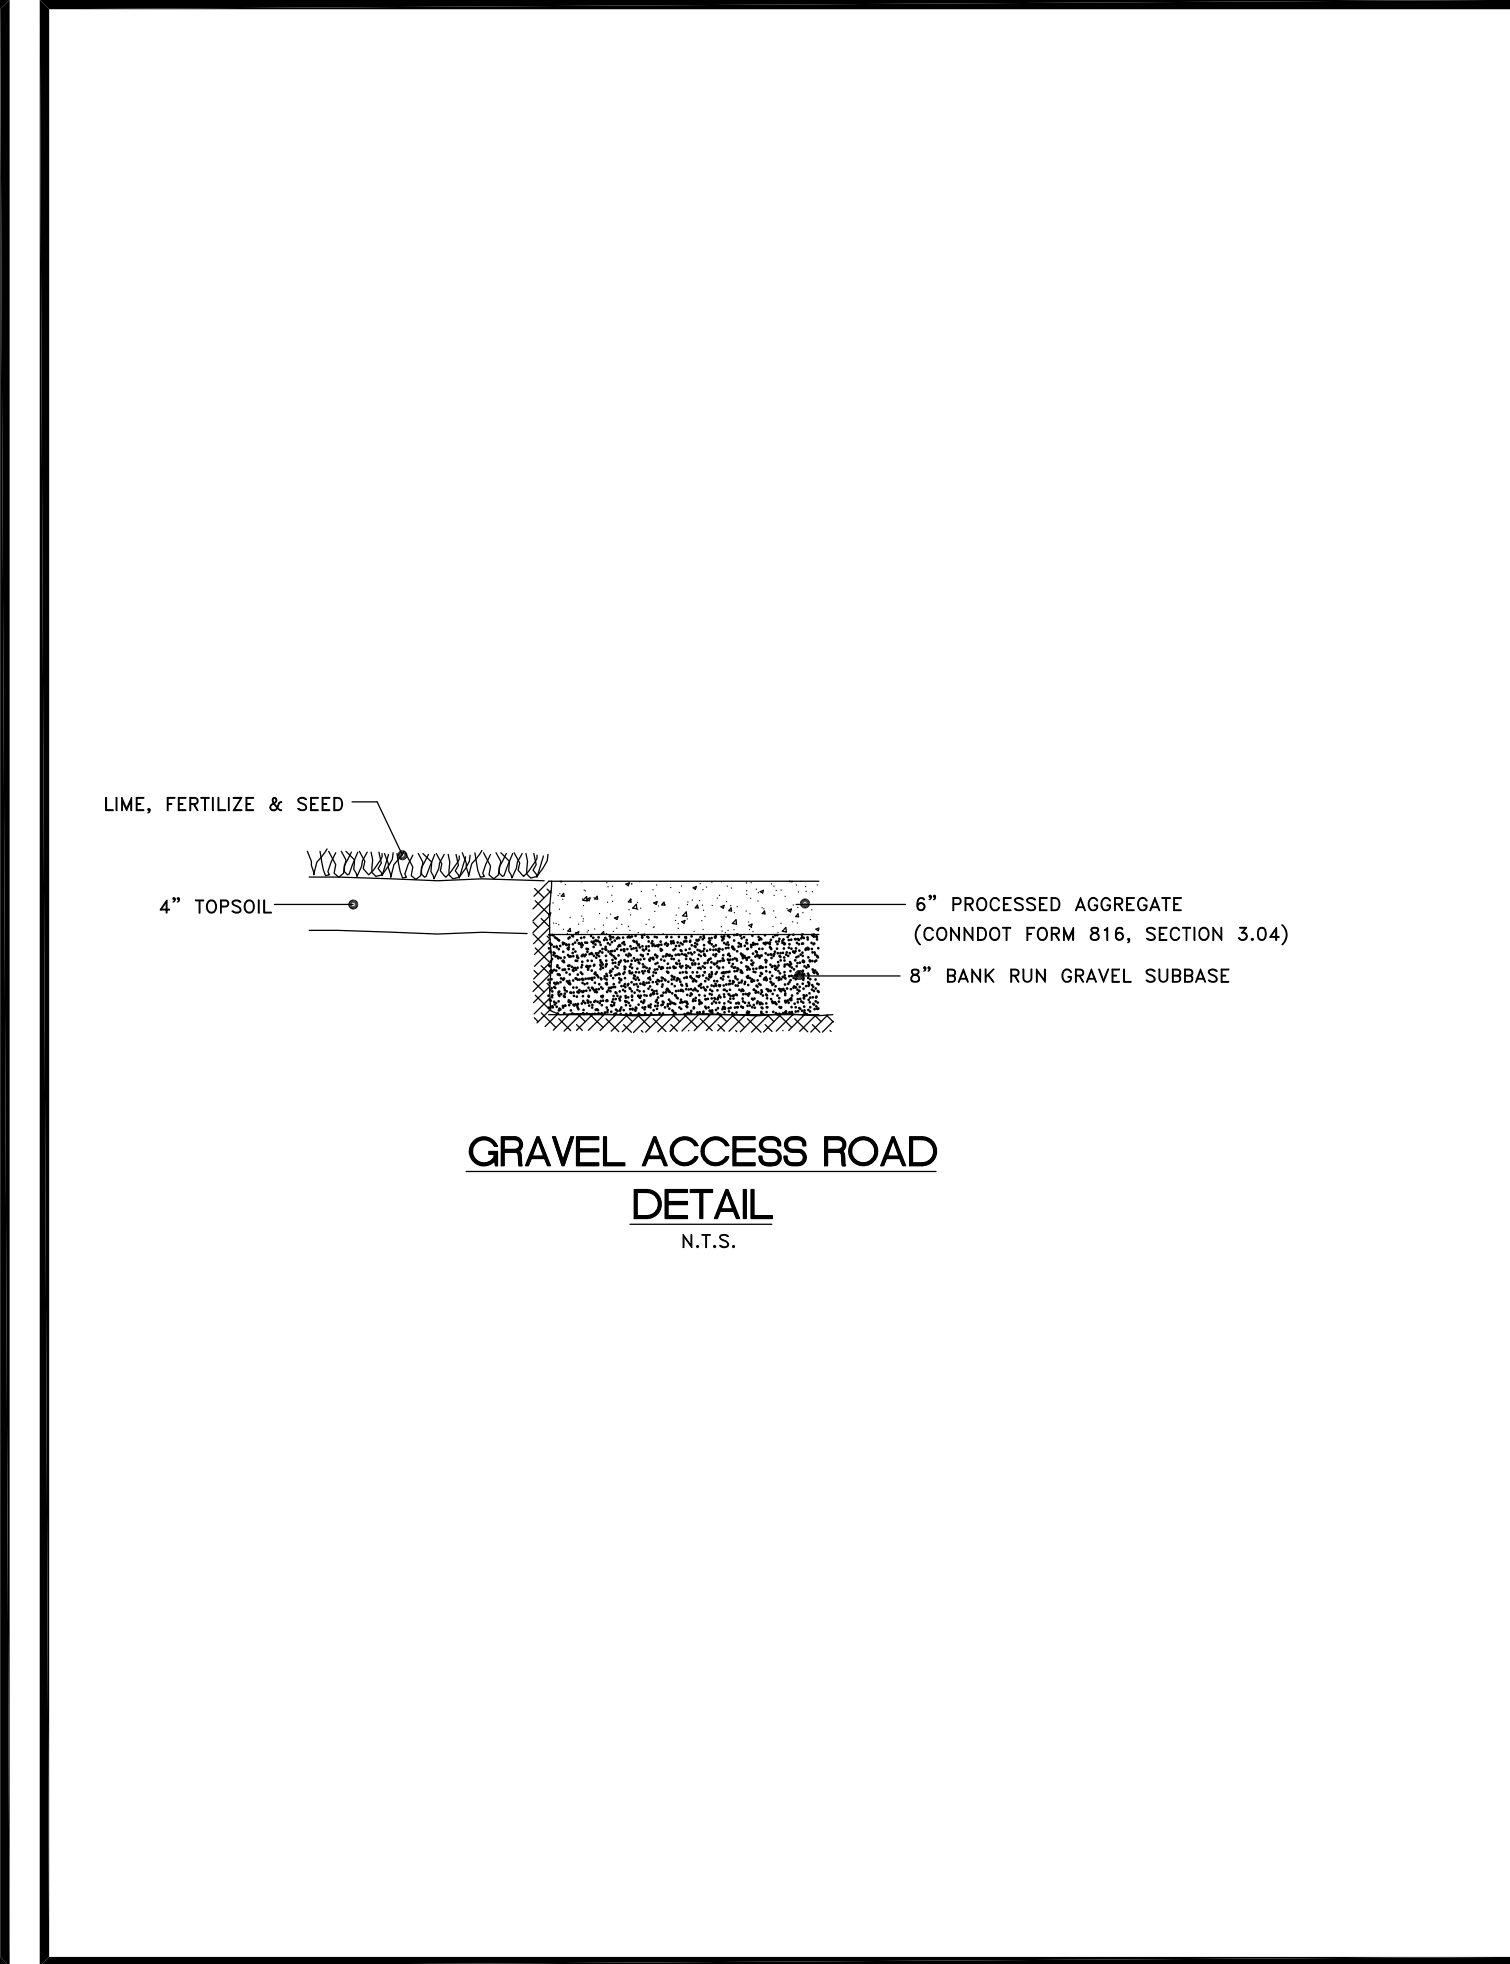 LIME, FERTILIZE & SEED
4” TOPSOIL
6” PROCESSED AGGREGATE
(CONNDOT FORM 816, SECTION 3.04)
8” BANK RUN GRAVEL SUBBASE
GRAVEL ACCESS ROAD
DETAIL
N.T.S.